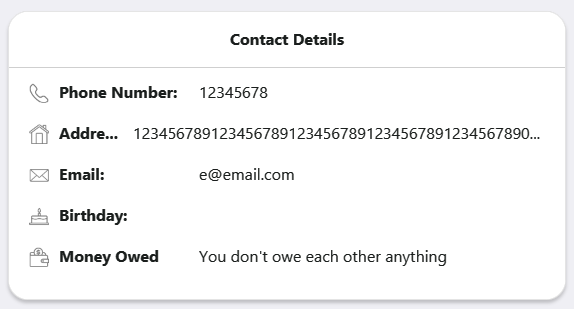 Contact Details
Phone Number: 12345678
Addre... 1234567891234567891234567891234567891234567890...
Email: e@email.com
Birthday:
Money Owed You don't owe each other anything